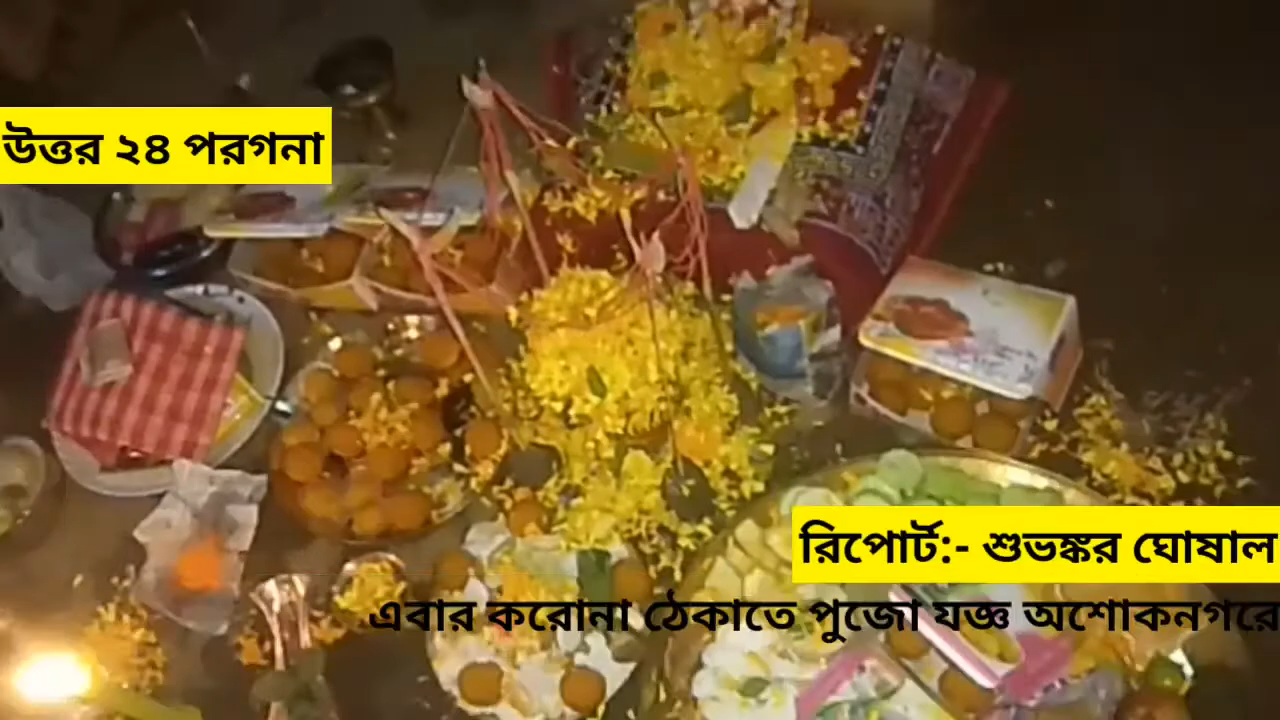 উত্তর ২৪ পরগনা
রিপোর্ট:- শুভঙ্কর ঘোষাল
এবার করোনা ঠেকাতে পুজো যজ্ঞ অশোকনগরে